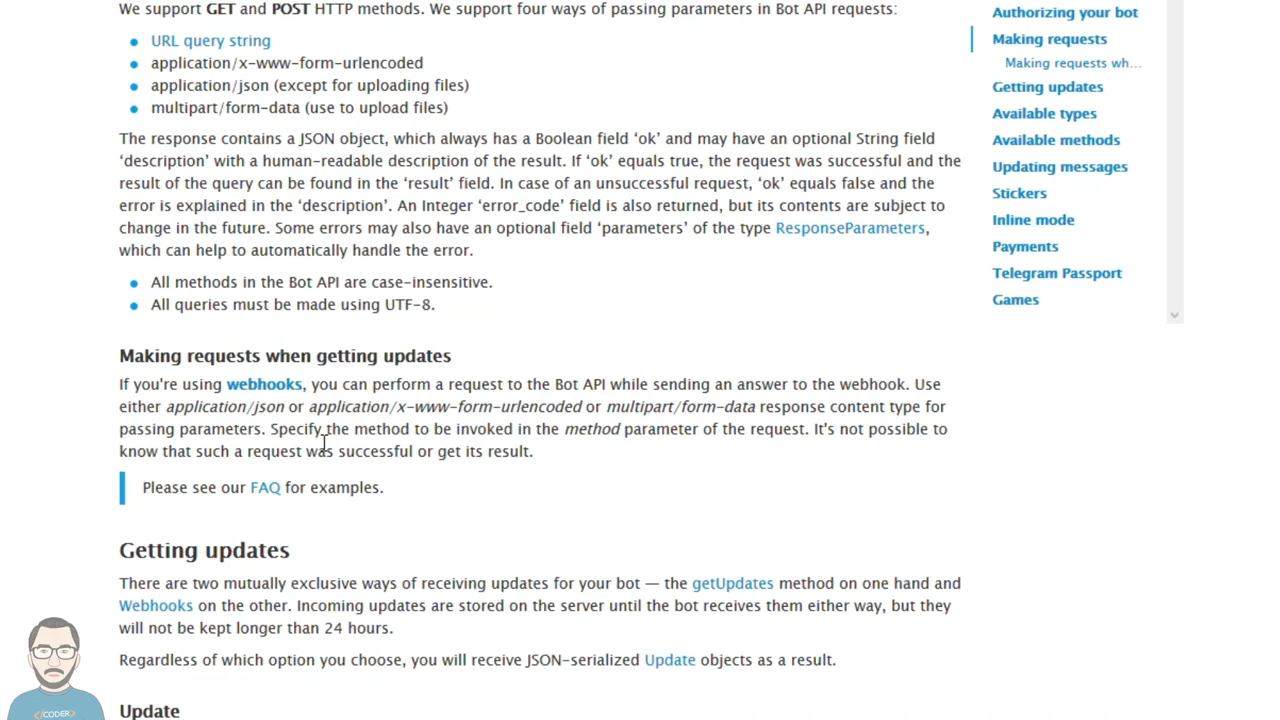 We support GET and POST HTTP methods. We support four ways of passing parameters in Bot API requests:
URL query string
application/x-www-form-urlencoded
application/json (except for uploading files)
multipart/form-data (use to upload files)
The response contains a JSON object, which always has a Boolean field ‘ok’ and may have an optional String field
‘description’ with a human-readable description of the result. If ‘ok’ equals true, the request was successful and the
result of the query can be found in the ‘result’ field. In case of an unsuccessful request, ‘ok’ equals false and the
error is explained in the ‘description’. An Integer ‘error_code’ field is also returned, but its contents are subject to
change in the future. Some errors may also have an optional field ‘parameters’ of the type ResponseParameters,
which can help to automatically handle the error.
All methods in the Bot API are case-insensitive.
All queries must be made using UTF-8.
Making requests when getting updates
If you're using webhooks, you can perform a request to the Bot API while sending an answer to the webhook. Use
either application/json or application/x-www-form-urlencoded or multipart/form-data response content type for
passing parameters. Specify the method to be invoked in the method parameter of the request. It's not possible to
know that such a request was successful or get its result.
Please see our FAQ for examples.
Getting updates
There are two mutually exclusive ways of receiving updates for your bot — the getUpdates method on one hand and
Webhooks on the other. Incoming updates are stored on the server until the bot receives them either way, but they
will not be kept longer than 24 hours.
Regardless of which option you choose, you will receive JSON-serialized Update objects as a result.
Update
Authorizing your bot
Making requests
Making requests wh...
Getting updates
Available types
Available methods
Updating messages
Stickers
Inline mode
Payments
Telegram Passport
Games
</CODER>